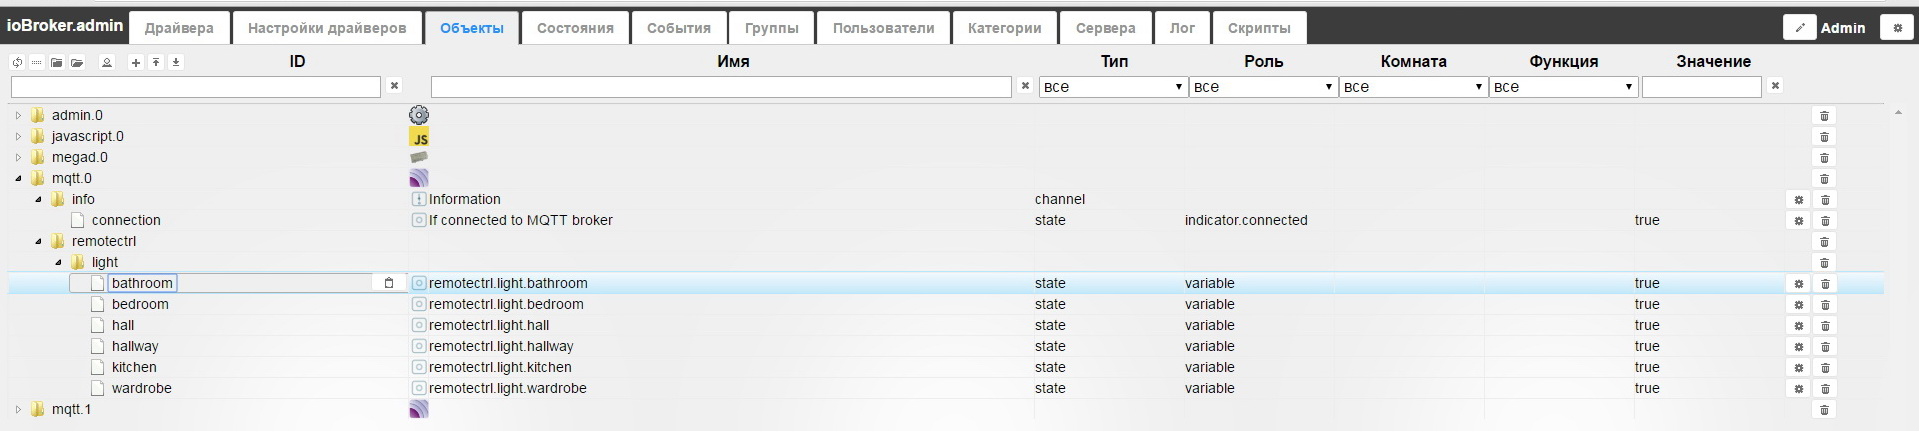 ioBroker.admin Драйвера Настройки драйверов Объекты Состояния События Группы Пользователи Категории Сервера Лог Скрипты Admin
ID Имя Тип Роль Комната Функция Значение
все все все все
admin.0
javascript.0 JS
megad.0
mqtt.0
info Information channel
connection If connected to MQTT broker state indicator.connected true
remotectrl
light
bathroom remotectrl.light.bathroom state variable true
bedroom remotectrl.light.bedroom state variable true
hall remotectrl.light.hall state variable true
hallway remotectrl.light.hallway state variable true
kitchen remotectrl.light.kitchen state variable true
wardrobe remotectrl.light.wardrobe state variable true
mqtt.1